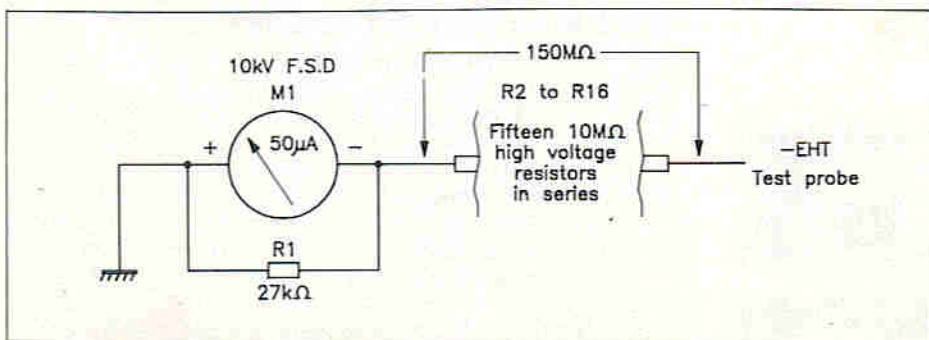 150MΩ
10kV F.S.D
M1
R2 to R16
50μA
+
−
Fifteen 10MΩ
high voltage
resistors
in series
−EHT
Test probe
R1
27kΩ